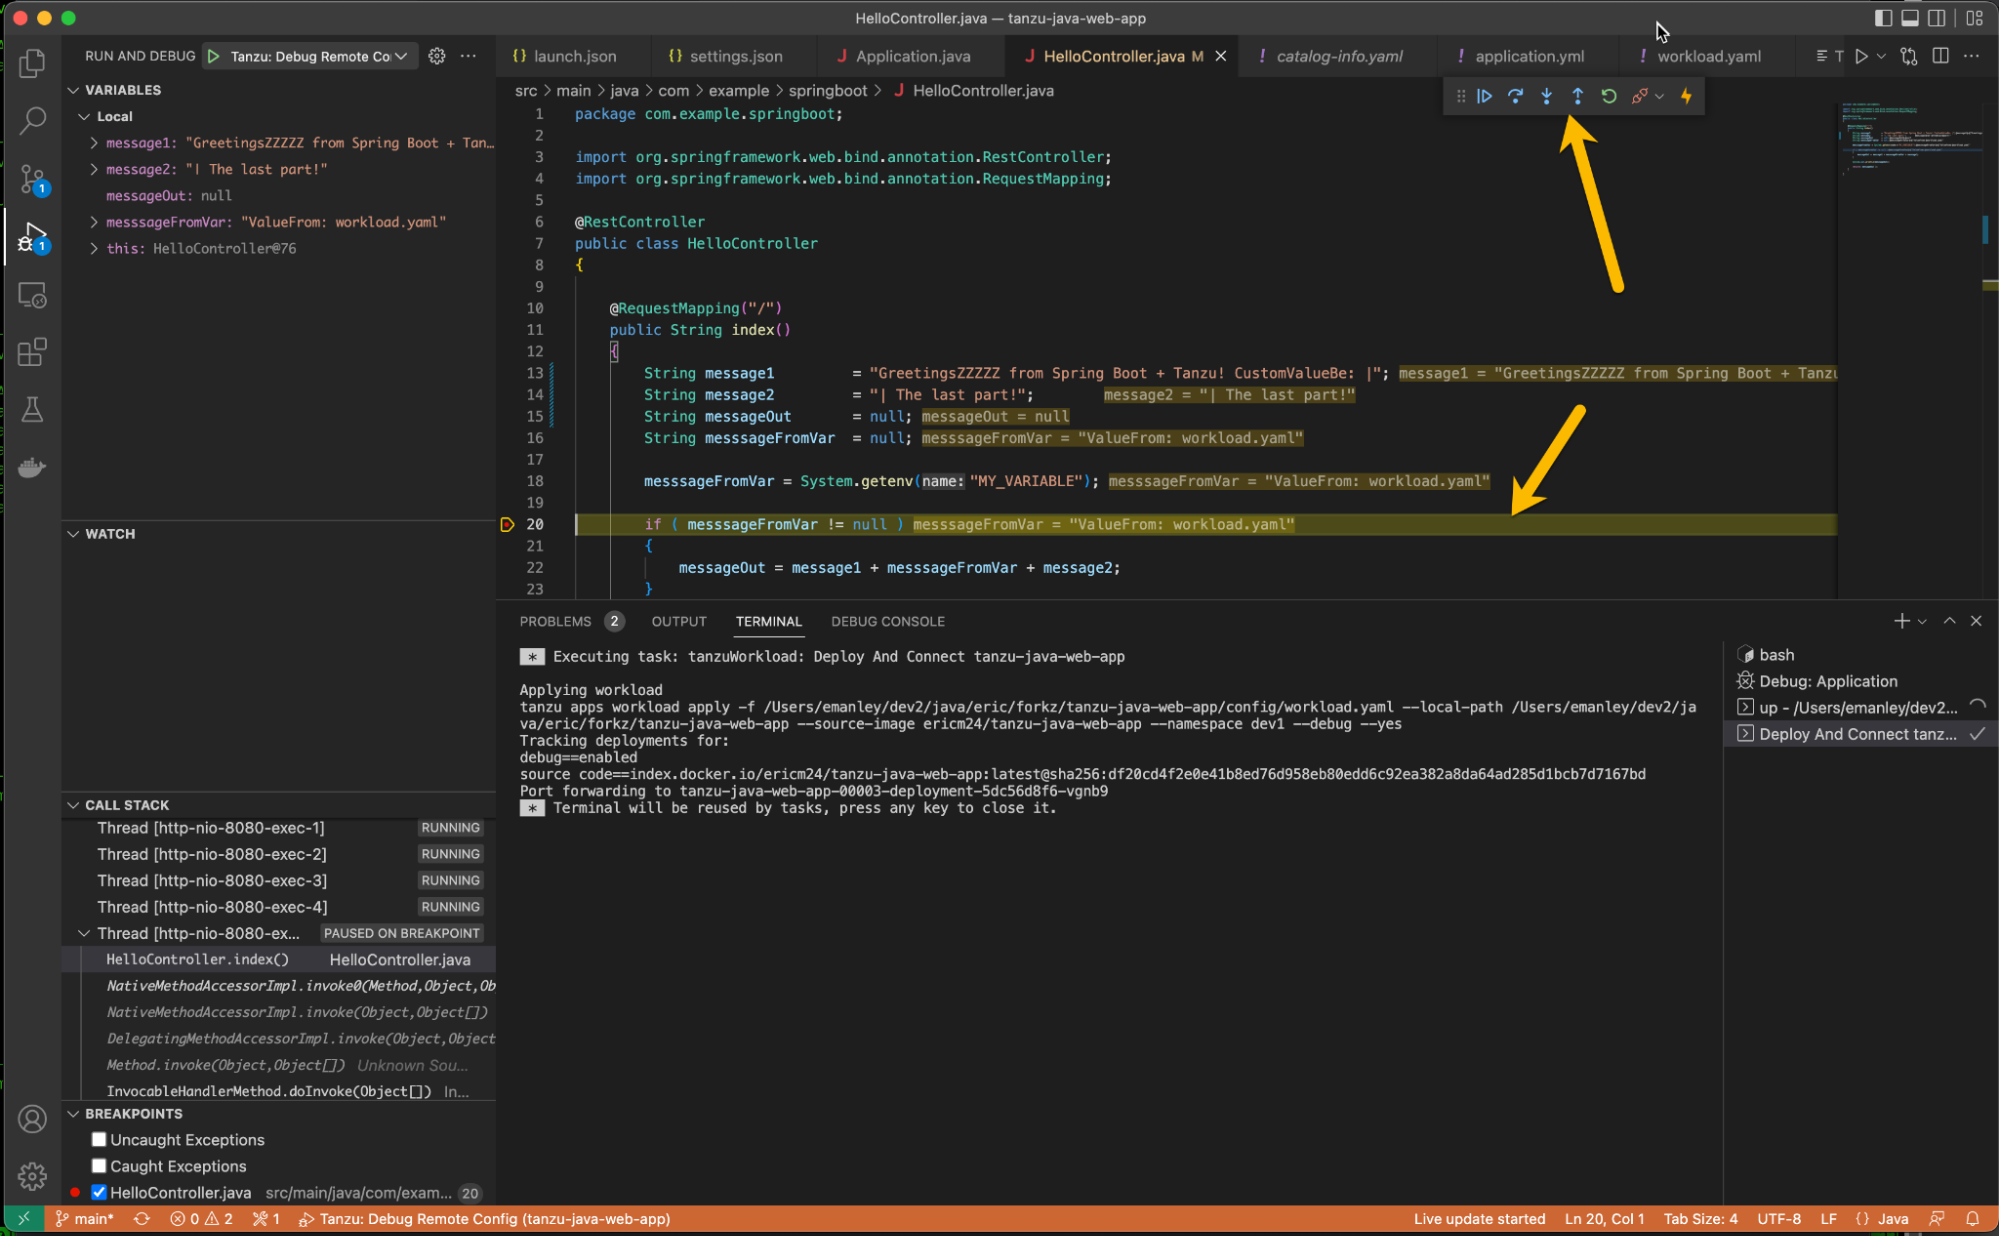 HelloController.java — tanzu-java-web-app
RUN AND DEBUG
Tanzu: Debug Remote Co
launch.json
settings.json
Application.java
HelloController.java M
catalog-info.yaml
application.yml
workload.yaml
src > main > java > com > example > springboot > HelloController.java
VARIABLES
Local
message1: "GreetingsZZZZZ from Spring Boot + Tan…
message2: "| The last part!"
messageOut: null
messsageFromVar: "ValueFrom: workload.yaml"
this: HelloController@76
1
1
1 package com.example.springboot;
2
3 import org.springframework.web.bind.annotation.RestController;
4 import org.springframework.web.bind.annotation.RequestMapping;
5
6 @RestController
7 public class HelloController
8 {
9
10 @RequestMapping("/")
11 public String index()
12 {
13 String message1 = "GreetingsZZZZZ from Spring Boot + Tanzu! CustomValueBe: |"; message1 = "GreetingsZZZZZ from Spring Boot + Tanzu
14 String message2 = "| The last part!"; message2 = "| The last part!"
15 String messageOut = null; messageOut = null
16 String messsageFromVar = null; messsageFromVar = "ValueFrom: workload.yaml"
17
18 messsageFromVar = System.getenv(name: "MY_VARIABLE"); messsageFromVar = "ValueFrom: workload.yaml"
19
20 if ( messsageFromVar != null ) messsageFromVar = "ValueFrom: workload.yaml"
21 {
22 messageOut = message1 + messsageFromVar + message2;
23 }
WATCH
CALL STACK
Thread [http-nio-8080-exec-1] RUNNING
Thread [http-nio-8080-exec-2] RUNNING
Thread [http-nio-8080-exec-3] RUNNING
Thread [http-nio-8080-exec-4] RUNNING
Thread [http-nio-8080-ex… PAUSED ON BREAKPOINT
HelloController.index() HelloController.java
NativeMethodAccessorImpl.invoke0(Method,Object,Ob
NativeMethodAccessorImpl.invoke(Object,Object[])
DelegatingMethodAccessorImpl.invoke(Object,Object
Method.invoke(Object,Object[]) Unknown Sou…
InvocableHandlerMethod.doInvoke(Object[]) In…
BREAKPOINTS
Uncaught Exceptions
Caught Exceptions
HelloController.java src/main/java/com/exam… 20
PROBLEMS 2 OUTPUT TERMINAL DEBUG CONSOLE
* Executing task: tanzuWorkload: Deploy And Connect tanzu-java-web-app
Applying workload
tanzu apps workload apply -f /Users/emanley/dev2/java/eric/forkz/tanzu-java-web-app/config/workload.yaml --local-path /Users/emanley/dev2/ja
va/eric/forkz/tanzu-java-web-app --source-image ericm24/tanzu-java-web-app --namespace dev1 --debug --yes
Tracking deployments for:
debug==enabled
source code==index.docker.io/ericm24/tanzu-java-web-app:latest@sha256:df20cd4f2e0e41b8ed76d958eb80edd6c92ea382a8da64ad285d1bcb7d7167bd
Port forwarding to tanzu-java-web-app-00003-deployment-5dc56d8f6-vgnb9
* Terminal will be reused by tasks, press any key to close it.
bash
Debug: Application
up - /Users/emanley/dev2…
Deploy And Connect tanz…
main* 0 2 1 Tanzu: Debug Remote Config (tanzu-java-web-app)
Live update started Ln 20, Col 1 Tab Size: 4 UTF-8 LF {} Java